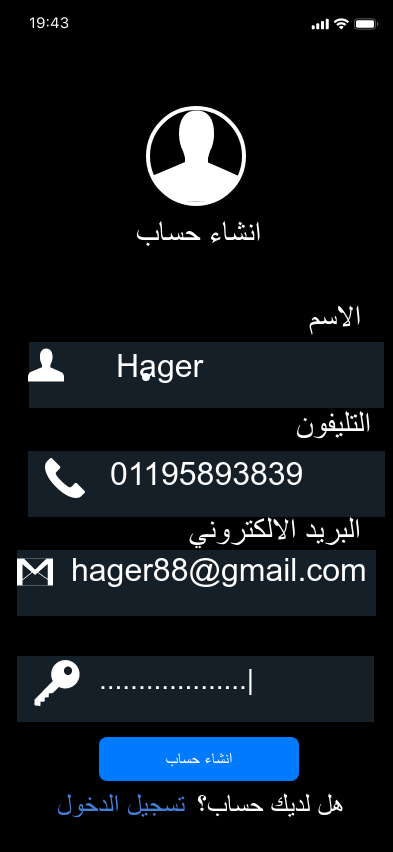 19:43
انشاء حساب
الاسم
Hager
التليفون
01195893839
البريد الالكتروني
hager88@gmail.com
...................|
انشاء حساب
هل لديك حساب؟ تسجيل الدخول